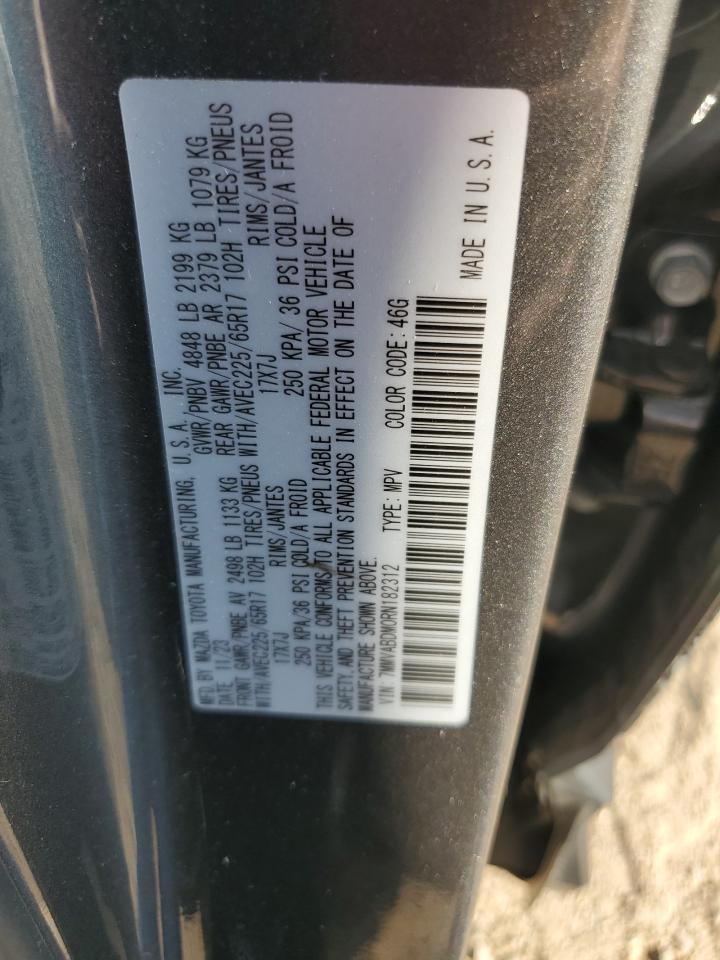 MFD. BY MAZDA TOYOTA MANUFACTURING, U.S.A. INC.
DATE 11/23 GVWR/PNBV 4848 LB 2199 KG
FRONT GAWR/PNBE AV 2498 LB 1133 KG REAR GAWR/PNBE AR 2379 LB 1079 KG
WITH/AVEC225/65R17 102H TIRES/PNEUS WITH/AVEC225/65R17 102H TIRES/PNEUS
17X7J RIMS/JANTES 17X7J RIMS/JANTES
250 KPA/36 PSI COLD/A FROID 250 KPA/ 36 PSI COLD/A FROID
THIS VEHICLE CONFORMS TO ALL APPLICABLE FEDERAL MOTOR VEHICLE
SAFETY, AND THEFT PREVENTION STANDARDS IN EFFECT ON THE DATE OF
MANUFACTURE SHOWN ABOVE.
VIN 7MMVABDM0RN182312 TYPE: MPV COLOR CODE: 46G
MADE IN U.S.A.